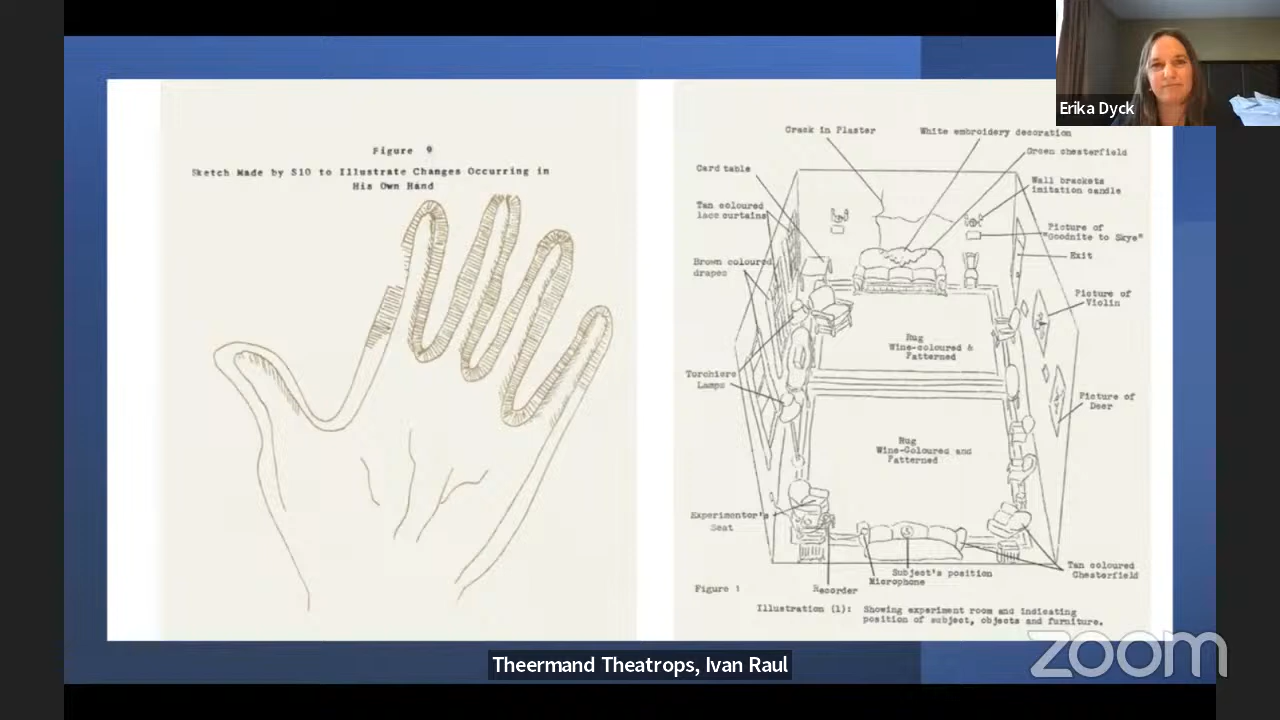 Erika Dyck
Figure 9
Sketch Made by S10 to Illustrate Changes Occurring in
His Own Hand
Crack in Plaster
White embroidery decoration
Green chesterfield
Card table
Wall brackets
imitation candle
Tan coloured
lace curtains
Picture of
"Goodnite to Skye"
Exit
Brown coloured
drapes
Picture of
Violin
Rug
Wine-coloured &
Patterned
Torchiere
Lamps
Picture of
Deer
Rug
Wine-Coloured and
Patterned
Experimentor's
Seat
Tan coloured
Chesterfield
Subject's position
Microphone
Recorder
Figure 1
Illustration (1): Showing experiment room and indicating
position of subject, objects and furniture.
zoom
Theermand Theatrops, Ivan Raul